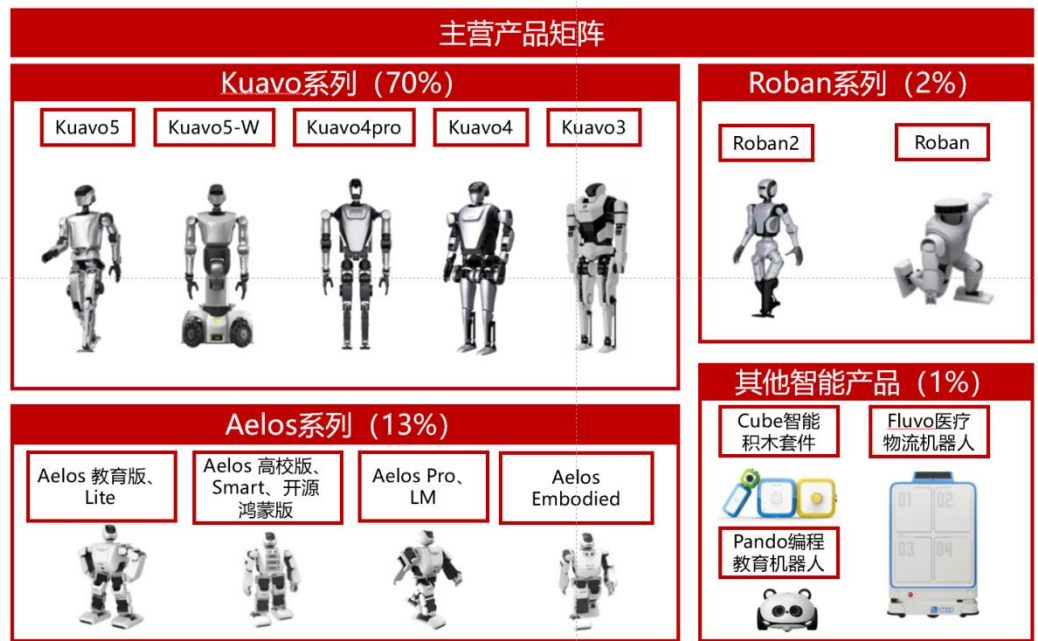 主营产品矩阵
Kuavo系列（70%）
Kuavo5
Kuavo5-W
Kuavo4pro
Kuavo4
Kuavo3
Roban系列（2%）
Roban2
Roban
Aelos系列（13%）
Aelos 教育版、
Lite
Aelos 高校版、
Smart、开源
鸿蒙版
Aelos Pro、
LM
Aelos
Embodied
其他智能产品（1%）
Cube智能
积木套件
Fluvo医疗
物流机器人
Pando编程
教育机器人
01 02
03 04